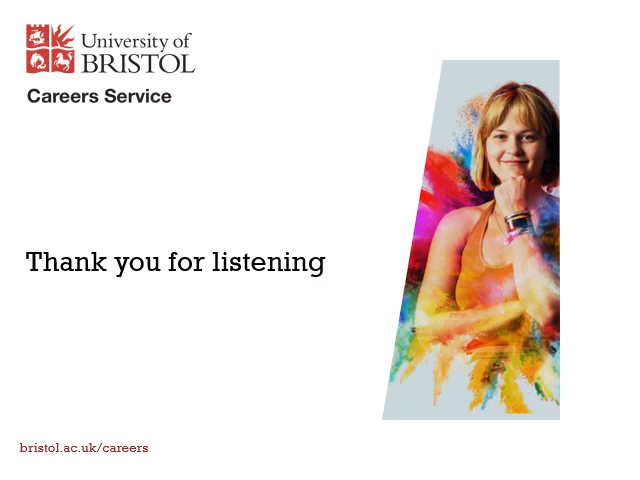 University of
BRISTOL
Careers Service
Thank you for listening
bristol.ac.uk/careers